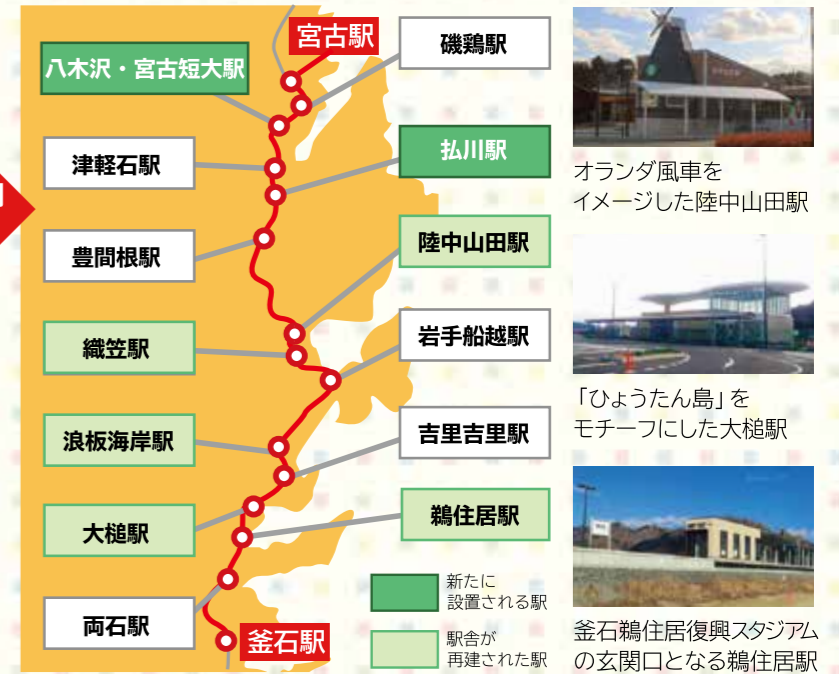 宮古駅
磯鶏駅
八木沢・宮古短大駅
払川駅
津軽石駅
陸中山田駅
豊間根駅
岩手船越駅
織笠駅
吉里吉里駅
浪板海岸駅
鵜住居駅
大槌駅
両石駅
釜石駅
新たに
設置される駅
駅舎が
再建された駅
オランダ風車を
イメージした陸中山田駅
「ひょうたん島」を
モチーフにした大槌駅
釜石鵜住居復興スタジアム
の玄関口となる鵜住居駅